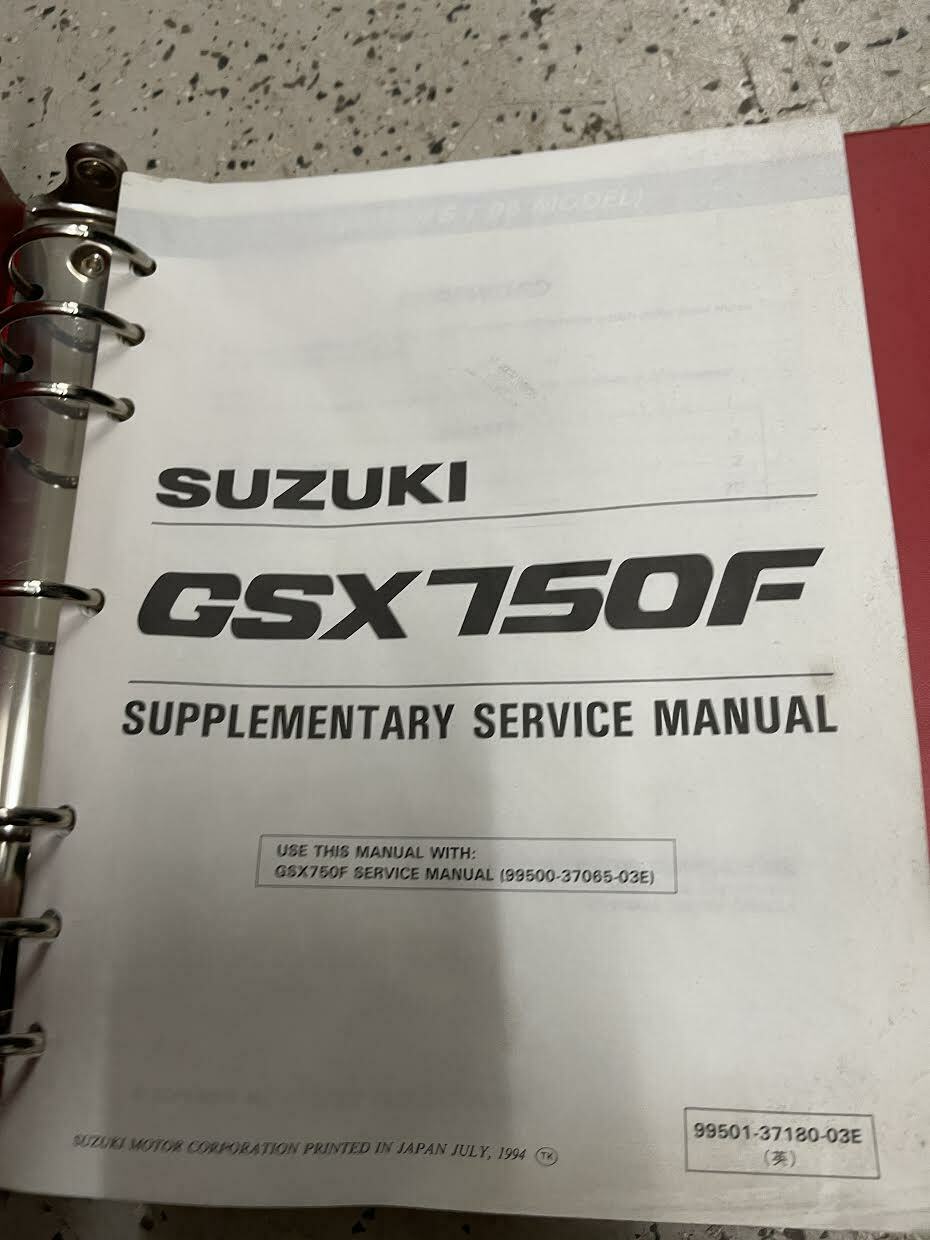 SUZUKI
GSX750F
SUPPLEMENTARY SERVICE MANUAL
USE THIS MANUAL WITH:
GSX750F SERVICE MANUAL (99500-37065-03E)
SUZUKI MOTOR CORPORATION PRINTED IN JAPAN JULY, 1994 TK
99501-37180-03E
(英)